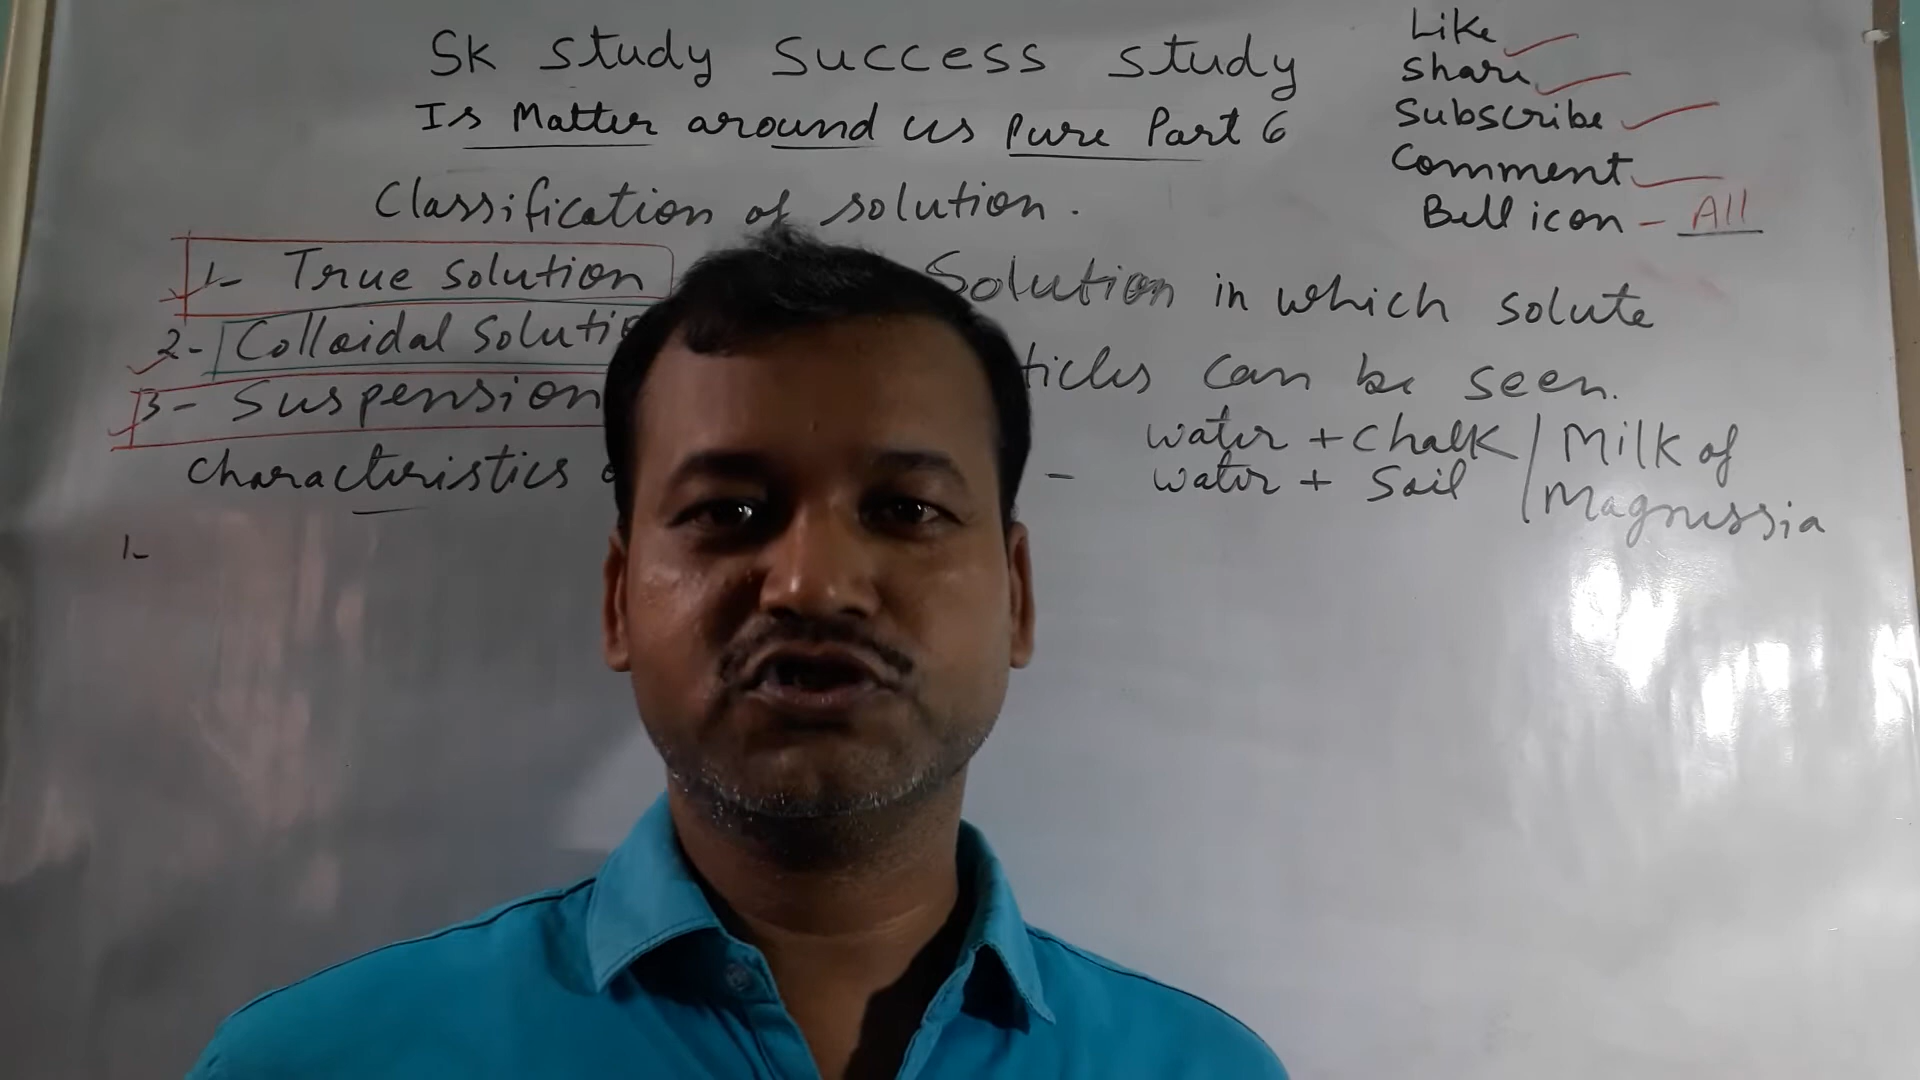 Sk Study Success study
Is Matter around us Pure Part 6
Classification of solution.
1- True Solution
2- Colloidal Soluti
3- Suspension
Characteristics
1-
Solution in which solute
ticles can be seen.
- water + chalk / Milk of
water + Soil / Magnessia
Like
Share
Subscribe
Comment
Bell icon - All